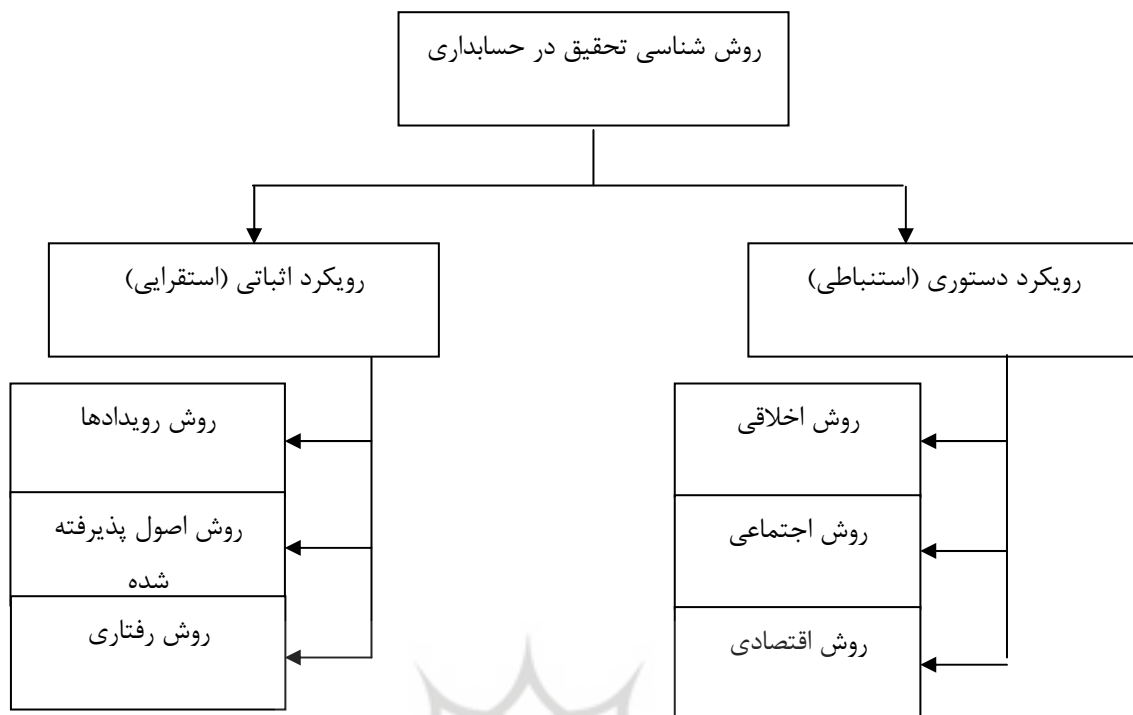 روش شناسی تحقیق در حسابداری
رویکرد دستوری (استنباطی)
رویکرد اثباتی (استقرایی)
روش اخلاقی
روش اجتماعی
روش اقتصادی
روش رویدادها
روش اصول پذیرفته
شده
روش رفتاری